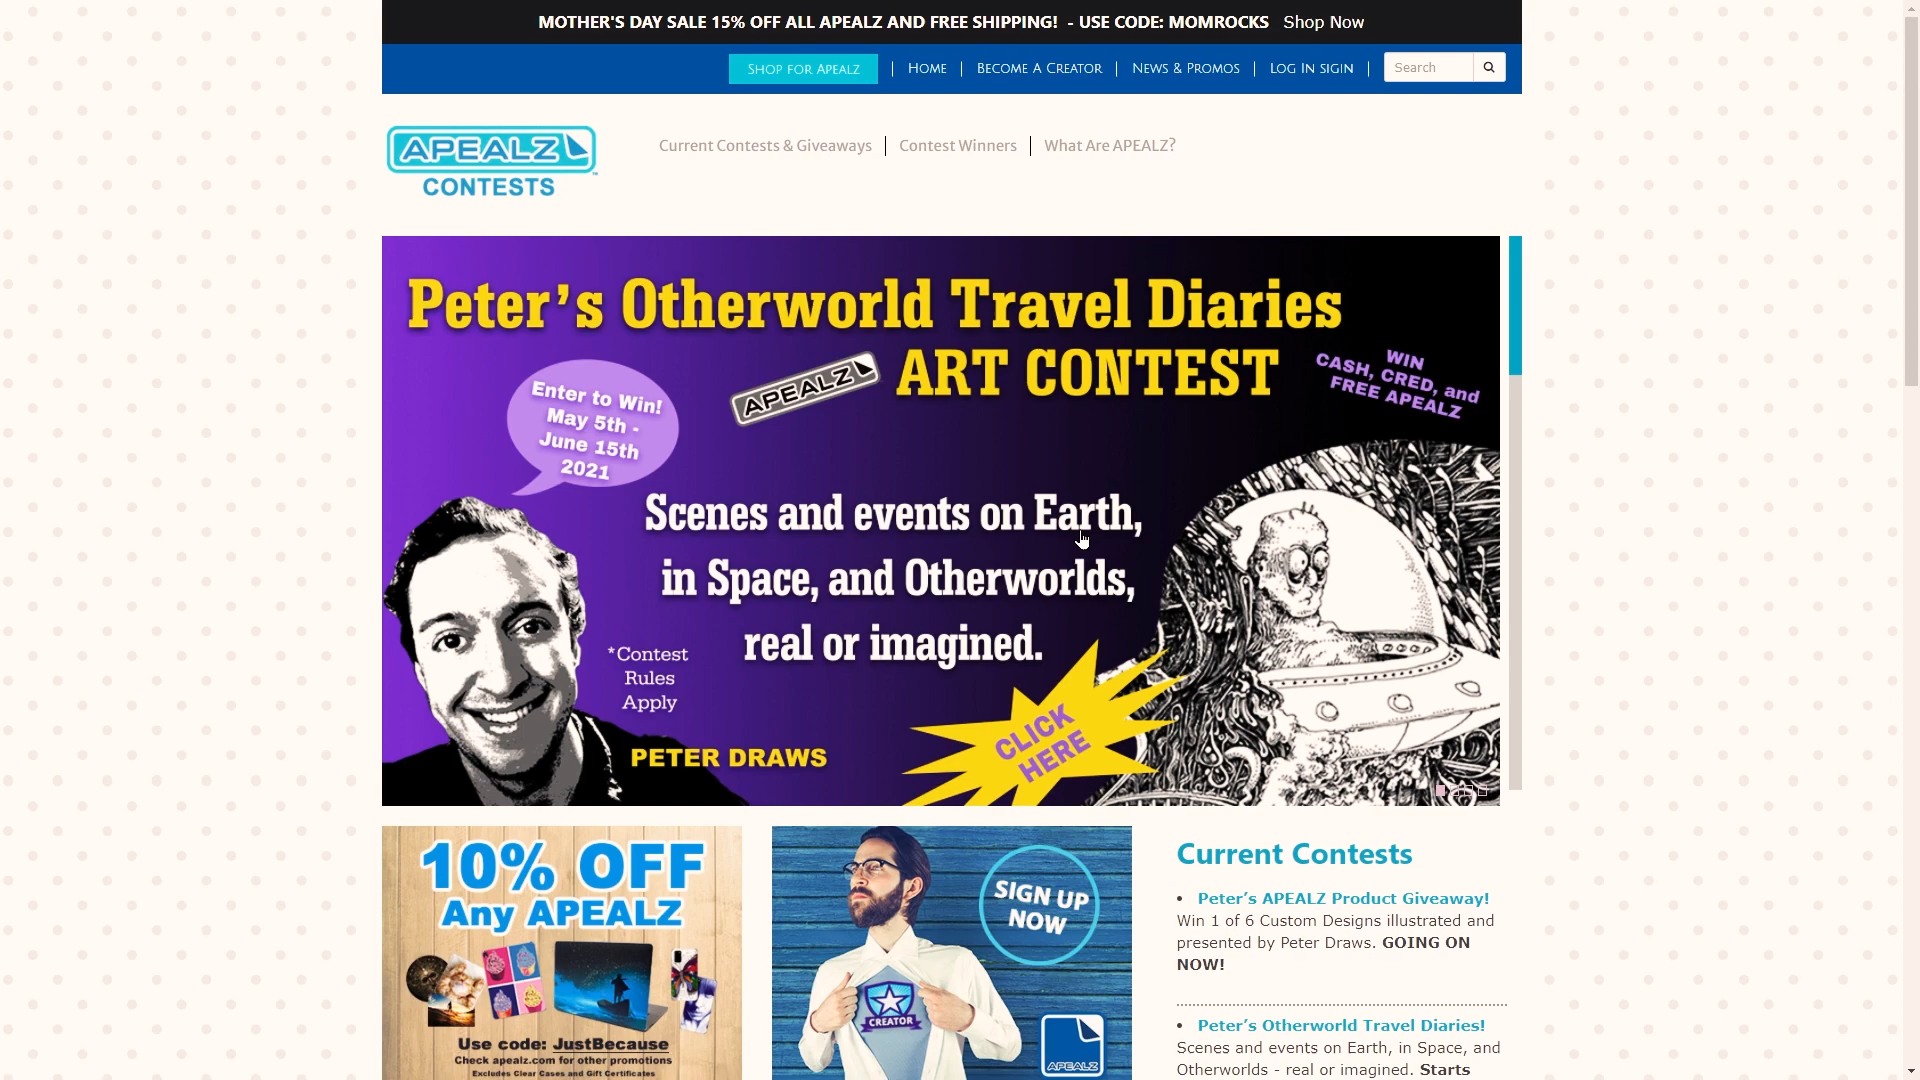 MOTHER'S DAY SALE 15% OFF ALL APEALZ AND FREE SHIPPING! - USE CODE: MOMROCKS Shop Now
SHOP FOR APEALZ | HOME | BECOME A CREATOR | NEWS & PROMOS | LOG IN SIGIN | Search
APEALZ
CONTESTS
Current Contests & Giveaways | Contest Winners | What Are APEALZ?
Peter's Otherworld Travel Diaries
APEALZ ART CONTEST
WIN
CASH, CRED, and
FREE APEALZ
Enter to Win!
May 5th -
June 15th
2021
Scenes and events on Earth,
in Space, and Otherworlds,
real or imagined.
*Contest
Rules
Apply
PETER DRAWS
CLICK
HERE
10% OFF
Any APEALZ
Use code: JustBecause
Check apealz.com for other promotions
Excludes Clear Cases and Gift Certificates
SIGN UP
NOW
CREATOR
APEALZ
Current Contests
• Peter's APEALZ Product Giveaway!
Win 1 of 6 Custom Designs illustrated and
presented by Peter Draws. GOING ON
NOW!
• Peter's Otherworld Travel Diaries!
Scenes and events on Earth, in Space, and
Otherworlds - real or imagined. Starts